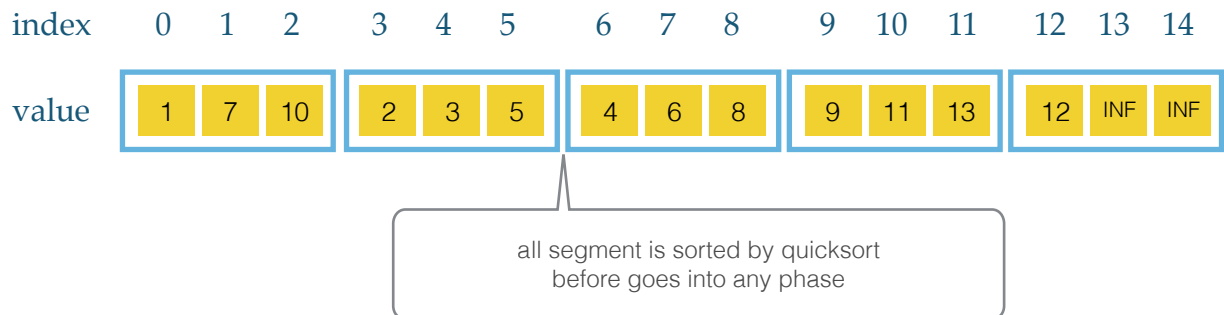 index 0 1 2 3 4 5 6 7 8 9 10 11 12 13 14
value 1 7 10 2 3 5 4 6 8 9 11 13 12 INF INF
all segment is sorted by quicksort
before goes into any phase